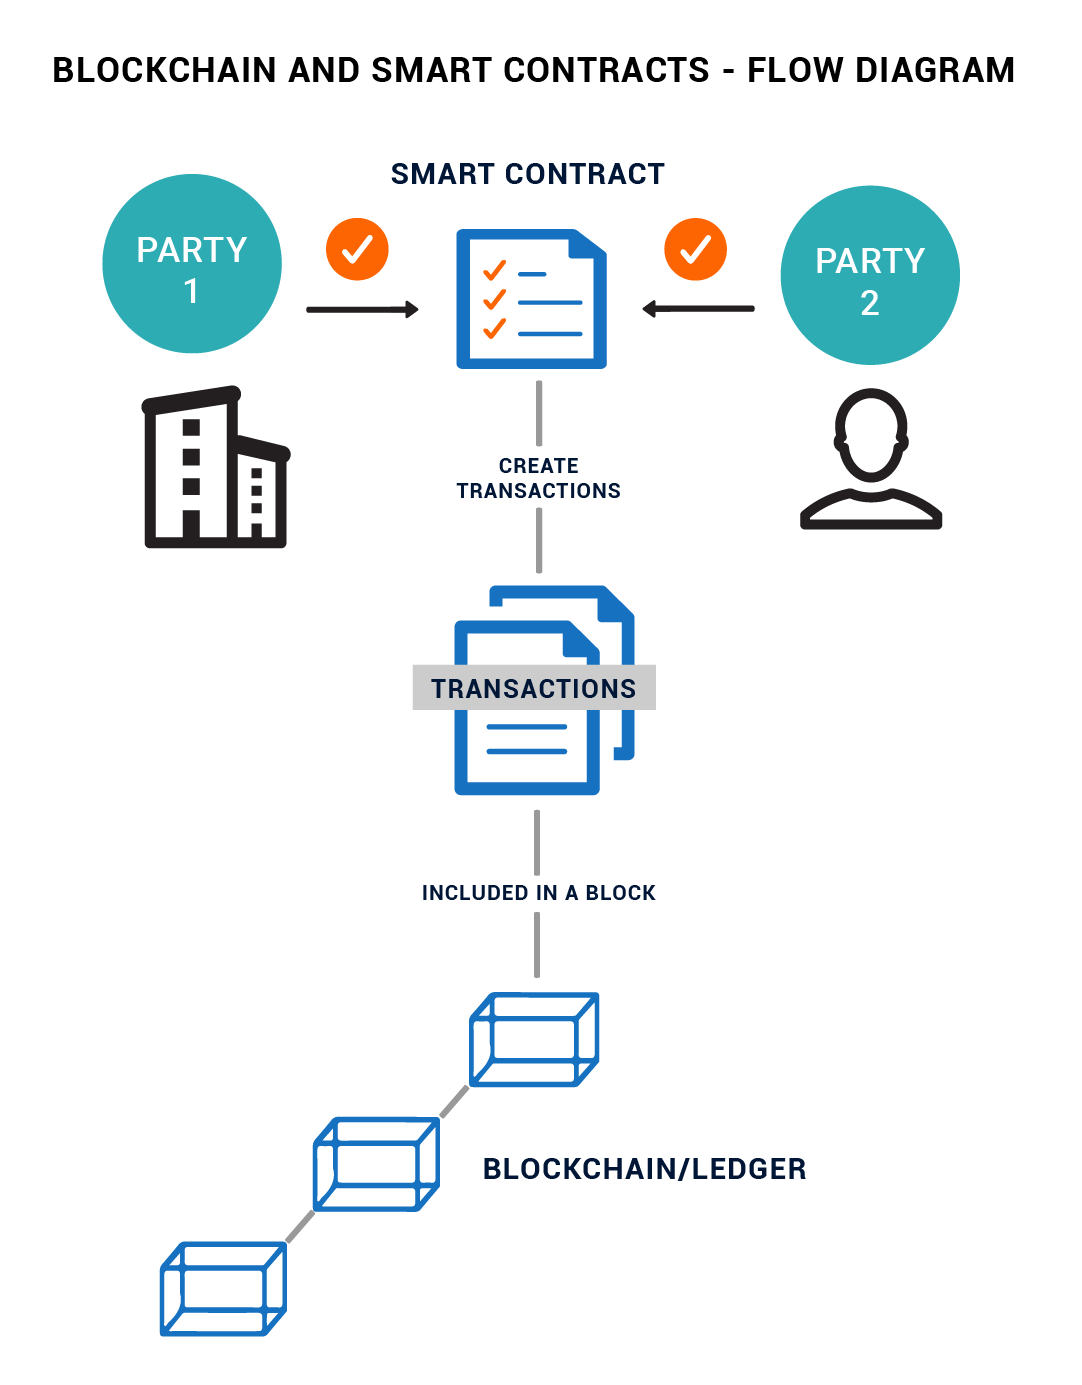 BLOCKCHAIN AND SMART CONTRACTS - FLOW DIAGRAM
SMART CONTRACT
PARTY
1
PARTY
2
CREATE
TRANSACTIONS
TRANSACTIONS
INCLUDED IN A BLOCK
BLOCKCHAIN/LEDGER